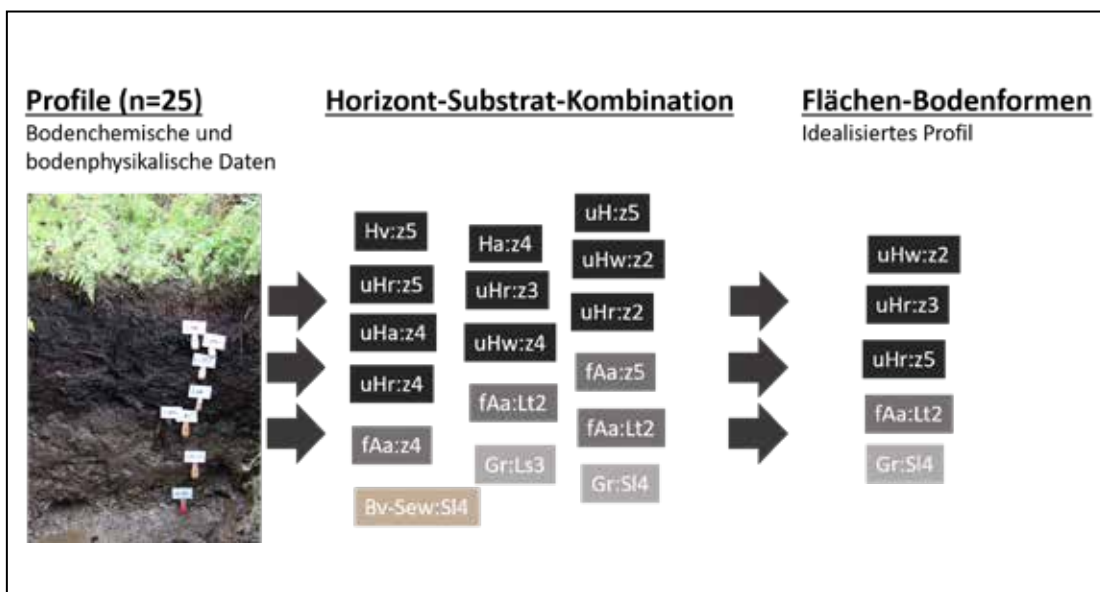 Profile (n=25)
Bodenchemische und
bodenphysikalische Daten
Horizont-Substrat-Kombination
Hv:z5
uHr:z5
uHa:z4
uHr:z4
fAa:z4
Bv-Sew:Sl4
Ha:z4
uHr:z3
uHw:z4
fAa:Lt2
Gr:Ls3
uH:z5
uHw:z2
uHr:z2
fAa:z5
fAa:Lt2
Gr:Sl4
Flächen-Bodenformen
Idealisiertes Profil
uHw:z2
uHr:z3
uHr:z5
fAa:Lt2
Gr:Sl4